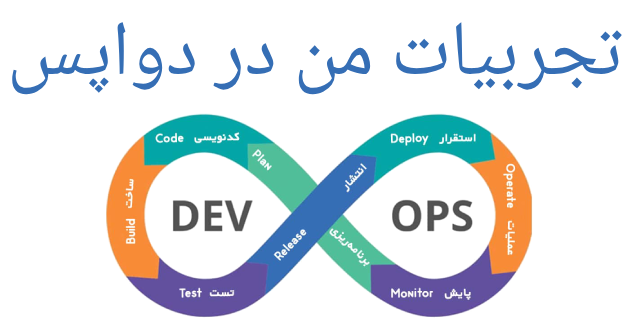 تجربیات من در دواپس
Code کدنویسی
Plan
برنامه‌ریزی
ساخت Build
Test تست
Release انتشار
Deploy استقرار
Operate عملیات
Monitor پایش
DEV
OPS